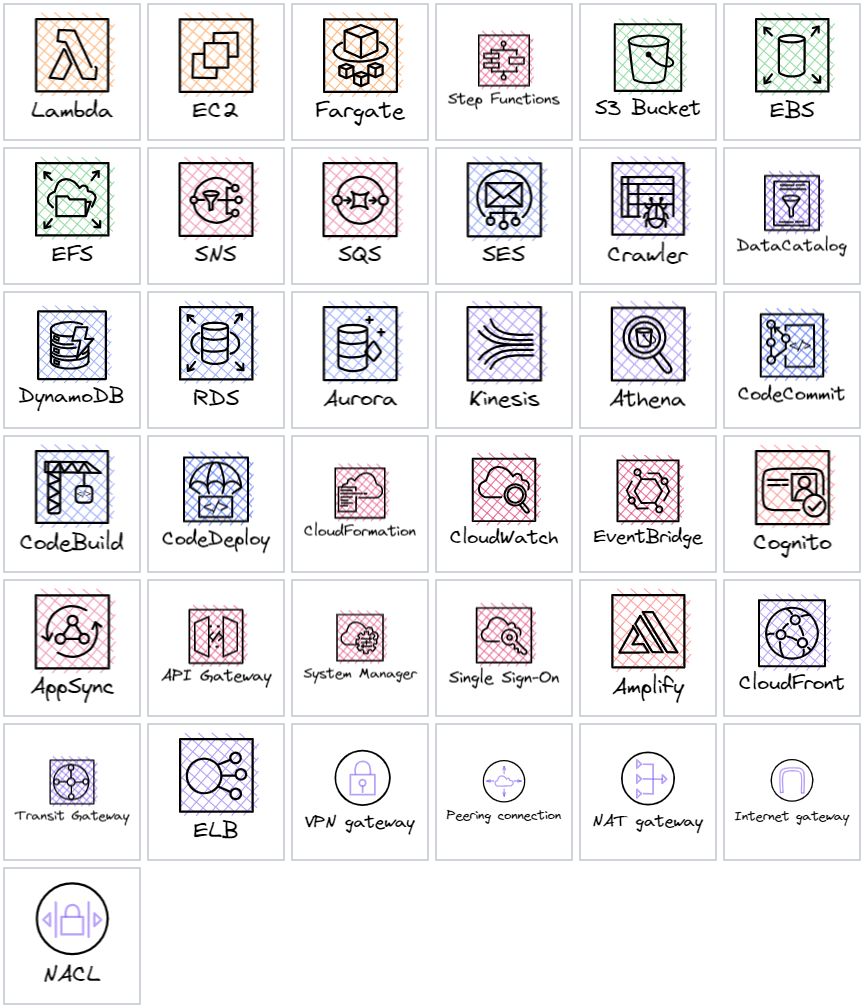 Lambda
EC2
Fargate
Step Functions
S3 Bucket
EBS
EFS
SNS
SQS
SES
Crawler
DataCatalog
DynamoDB
RDS
Aurora
Kinesis
Athena
CodeCommit
CodeBuild
CodeDeploy
CloudFormation
CloudWatch
EventBridge
Cognito
AppSync
API Gateway
System Manager
Single Sign-On
Amplify
CloudFront
Transit Gateway
ELB
VPN gateway
Peering connection
NAT gateway
Internet gateway
NACL